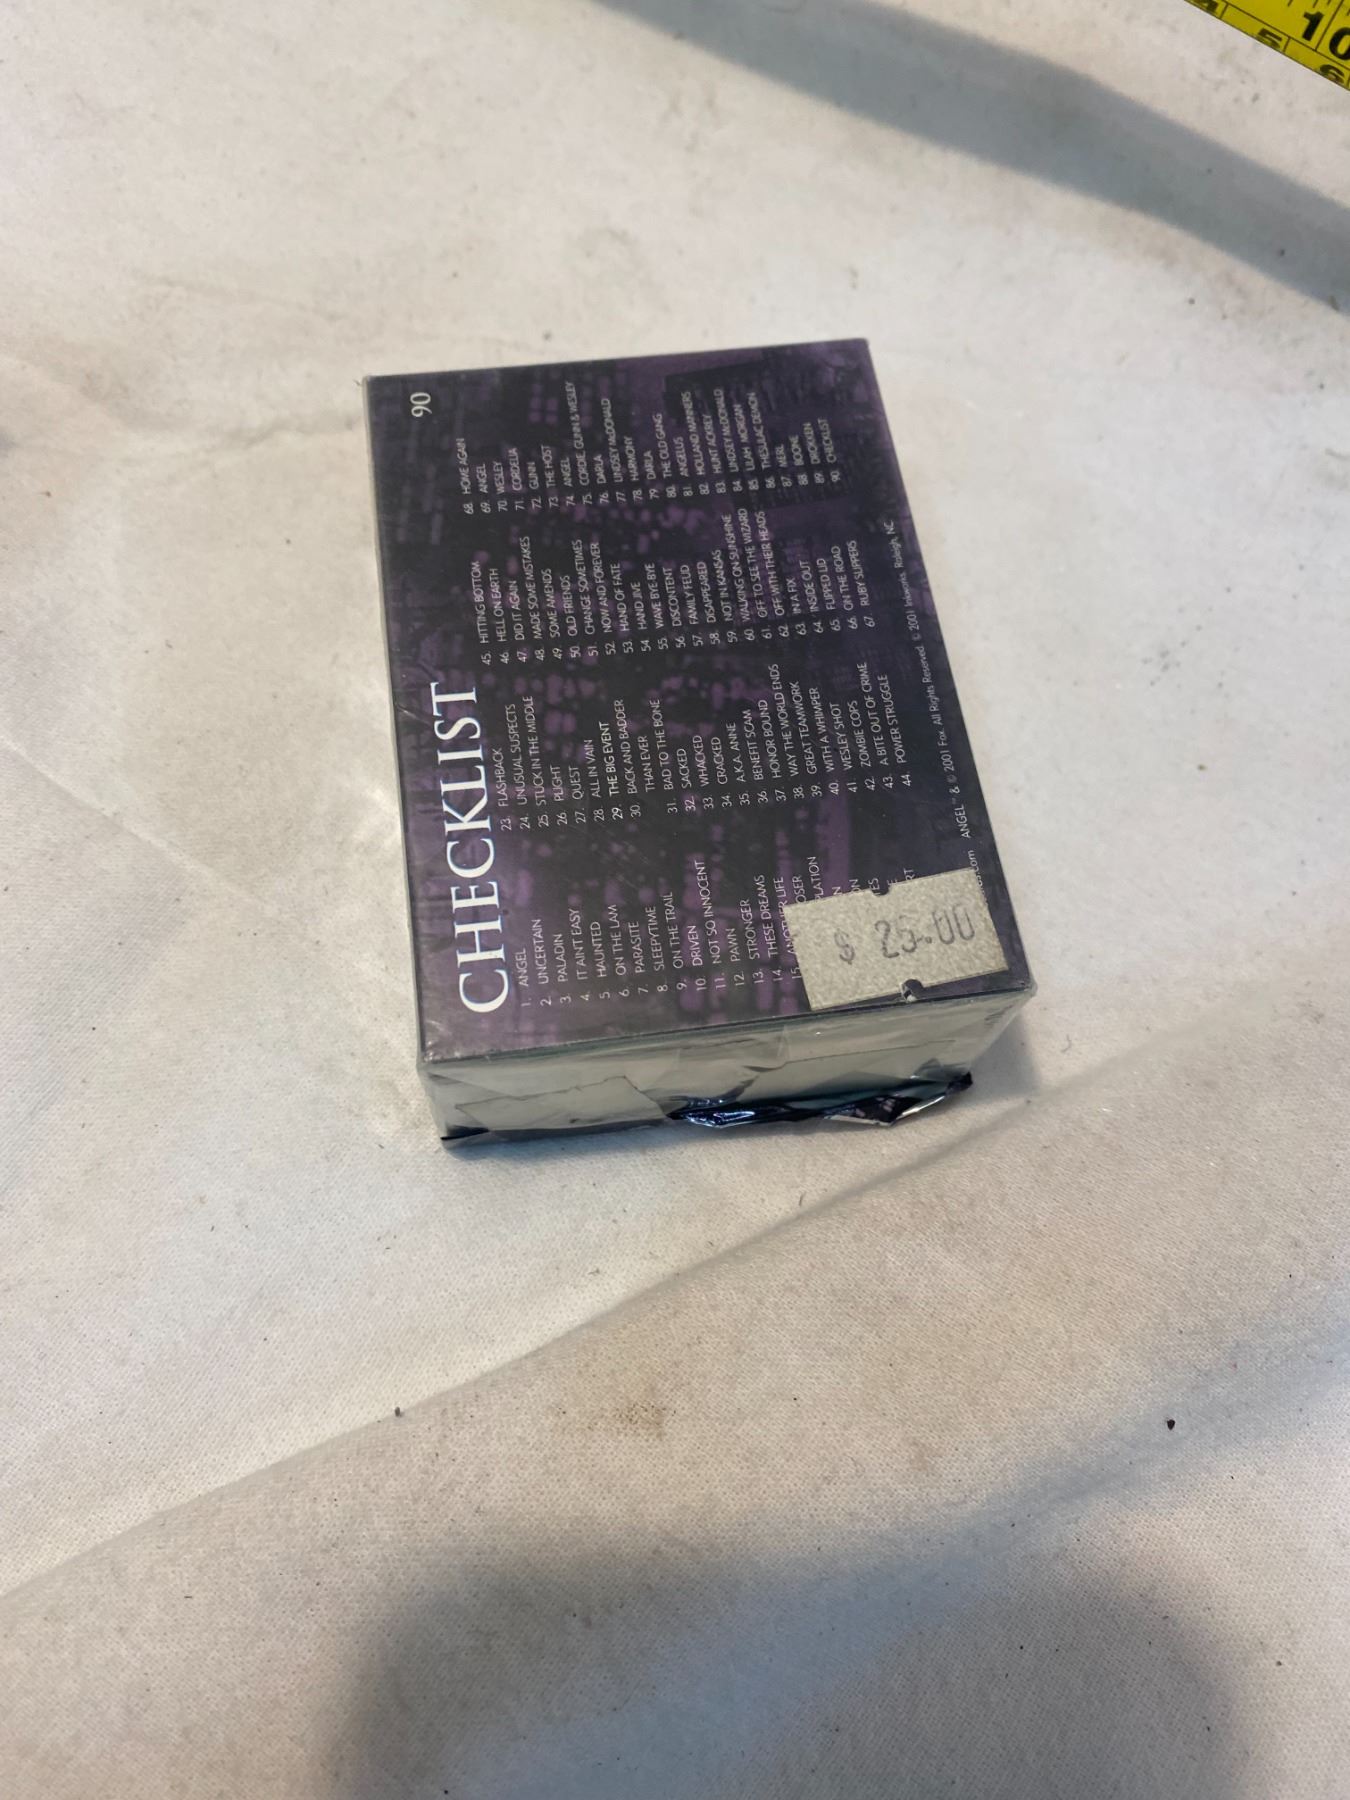 90
CHECKLIST
1. ANGEL
2. UNCERTAIN
3. PALADIN
4. IT AIN'T EASY
5. HAUNTED
6. ON THE LAM
7. PARASITE
8. SLEEPYTIME
9. ON THE TRAIL
10. DRIVEN
11. NOT SO INNOCENT
12. PAWN
13. STRONGER
14. THESE DREAMS
15. ANOTHER LIFE
23. FLASHBACK
24. UNUSUAL SUSPECTS
25. STUCK IN THE MIDDLE
26. PLIGHT
27. QUEST
28. ALL IN VAIN
29. THE BIG EVENT
30. BACK AND BADDER
THAN EVER
31. BAD TO THE BONE
32. SACKED
33. WHACKED
34. CRACKED
35. A.K.A. ANNE
36. BENEFIT SCAM
37. HONOR BOUND
38. WAY THE WORLD ENDS
39. GREAT TEAMWORK
40. WITH A WHIMPER
41. WESLEY SHOT
42. ZOMBIE COPS
43. A BITE OUT OF CRIME
44. POWER STRUGGLE
45. HITTING BOTTOM
46. HELL ON EARTH
47. DID IT AGAIN
48. MADE SOME MISTAKES
49. SOME AMENDS
50. OLD FRIENDS
51. CHANGE SOMETIMES
52. NOW AND FOREVER
53. HAND OF FATE
54. HAND JIVE
55. WAVE BYE-BYE
56. DISCONTENT
57. FAMILY FEUD
58. DISAPPEARED
59. NOT IN KANSAS
60. WALKING ON SUNSHINE
61. OFF TO SEE THE WIZARD
62. OFF WITH THEIR HEADS
63. IN A FIX
64. INSIDE OUT
65. FLIPPED LID
66. ON THE ROAD
67. RUBY SLIPPERS
68. HOME AGAIN
69. ANGEL
70. WESLEY
71. CORDELIA
72. GUNN
73. THE HOST
74. ANGEL
75. CORDIE, GUNN & WESLEY
76. DARLA
77. LINDSEY McDONALD
78. HARMONY
79. DARLA
80. THE OLD GANG
81. ANGELUS
82. HOLLAND MANNERS
83. HUNT ACREY
84. LINDSEY McDONALD
85. LILAH MORGAN
86. THESULAC DEMON
87. MERL
88. BOONE
89. DROKKEN
90. CHECKLIST
ANGEL™ & © 2001 Fox. All Rights Reserved. © 2001 Inkworks. Raleigh, NC
$ 25.00
4 5 6
10